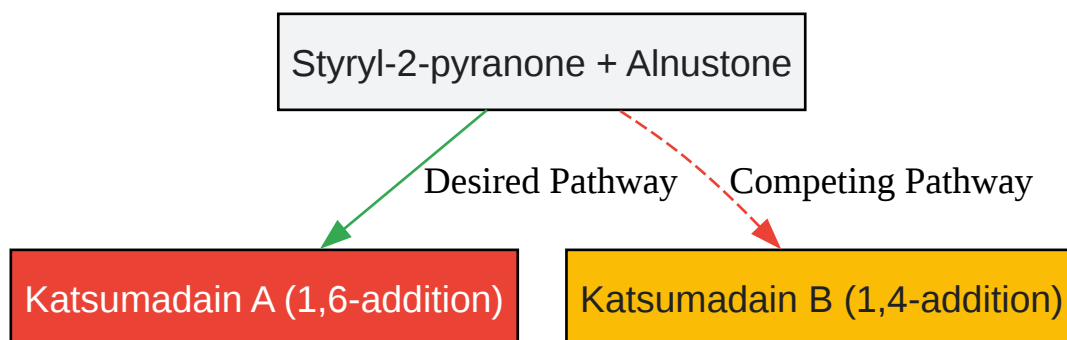 Styryl-2-pyranone + Alnustone
Desired Pathway
Competing Pathway
Katsumadain A (1,6-addition)
Katsumadain B (1,4-addition)